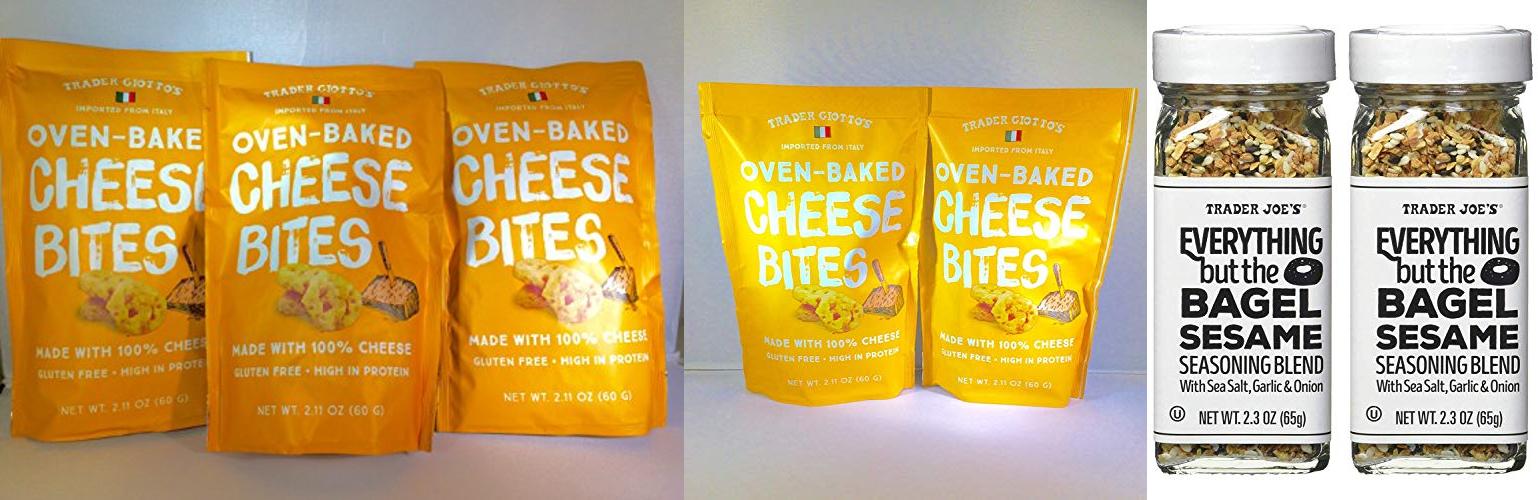 TRADER GIOTTO'S
IMPORTED FROM ITALY
OVEN-BAKED
CHEESE
BITES
MADE WITH 100% CHEESE
GLUTEN FREE • HIGH IN PROTEIN
NET WT. 2.11 OZ (60 G)
TRADER GIOTTO'S
IMPORTED FROM ITALY
OVEN-BAKED
CHEESE
BITES
MADE WITH 100% CHEESE
GLUTEN FREE • HIGH IN PROTEIN
NET WT. 2.11 OZ (60 G)
TRADER GIOTTO'S
IMPORTED FROM ITALY
OVEN-BAKED
CHEESE
BITES
MADE WITH 100% CHEESE
GLUTEN FREE • HIGH IN PROTEIN
NET WT. 2.11 OZ (60 G)
TRADER GIOTTO'S
IMPORTED FROM ITALY
OVEN-BAKED
CHEESE
BITES
MADE WITH 100% CHEESE
GLUTEN FREE • HIGH IN PROTEIN
NET WT. 2.11 OZ (60 G)
TRADER GIOTTO'S
IMPORTED FROM ITALY
OVEN-BAKED
CHEESE
BITES
MADE WITH 100% CHEESE
GLUTEN FREE • HIGH IN PROTEIN
NET WT. 2.11 OZ (60 G)
TRADER JOE'S®
EVERYTHING
but the
BAGEL
SESAME
SEASONING BLEND
With Sea Salt, Garlic & Onion
U NET WT. 2.3 OZ (65g)
TRADER JOE'S®
EVERYTHING
but the
BAGEL
SESAME
SEASONING BLEND
With Sea Salt, Garlic & Onion
U NET WT. 2.3 OZ (65g)